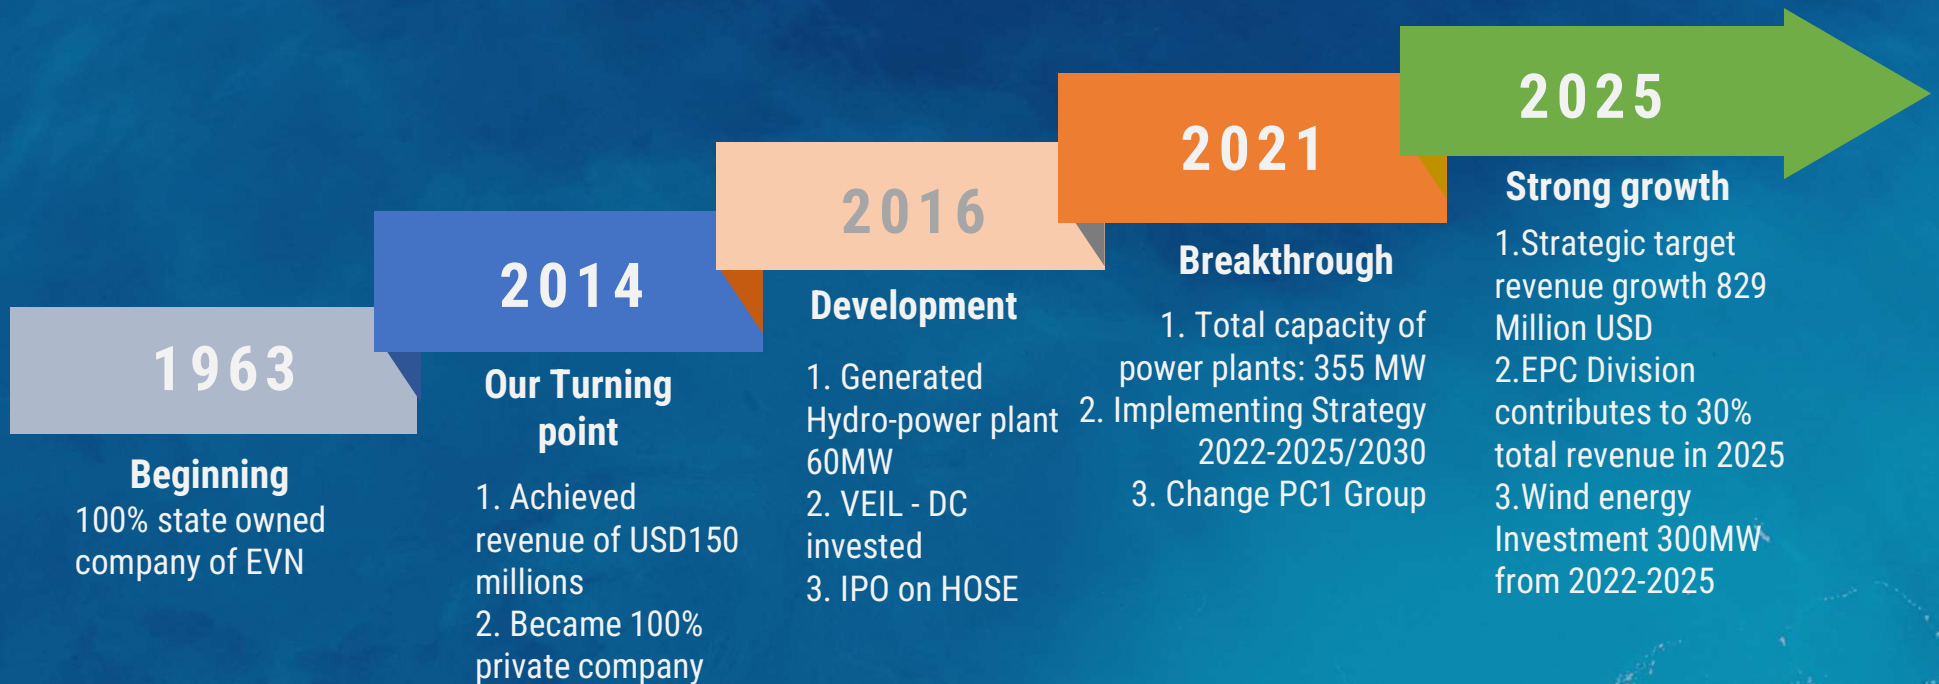 1963
Beginning
100% state owned
company of EVN
2014
Our Turning
point
1. Achieved
revenue of USD150
millions
2. Became 100%
private company
2016
Development
1. Generated
Hydro-power plant
60MW
2. VEIL - DC
invested
3. IPO on HOSE
2021
Breakthrough
1. Total capacity of
power plants: 355 MW
2. Implementing Strategy
2022-2025/2030
3. Change PC1 Group
2025
Strong growth
1.Strategic target
revenue growth 829
Million USD
2.EPC Division
contributes to 30%
total revenue in 2025
3.Wind energy
Investment 300MW
from 2022-2025